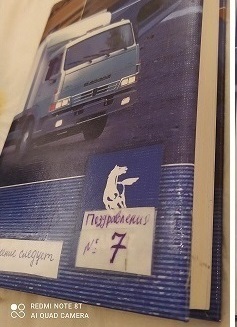 Поздравления
№ 7
ание следует
REDMI NOTE 8T
AI QUAD CAMERA